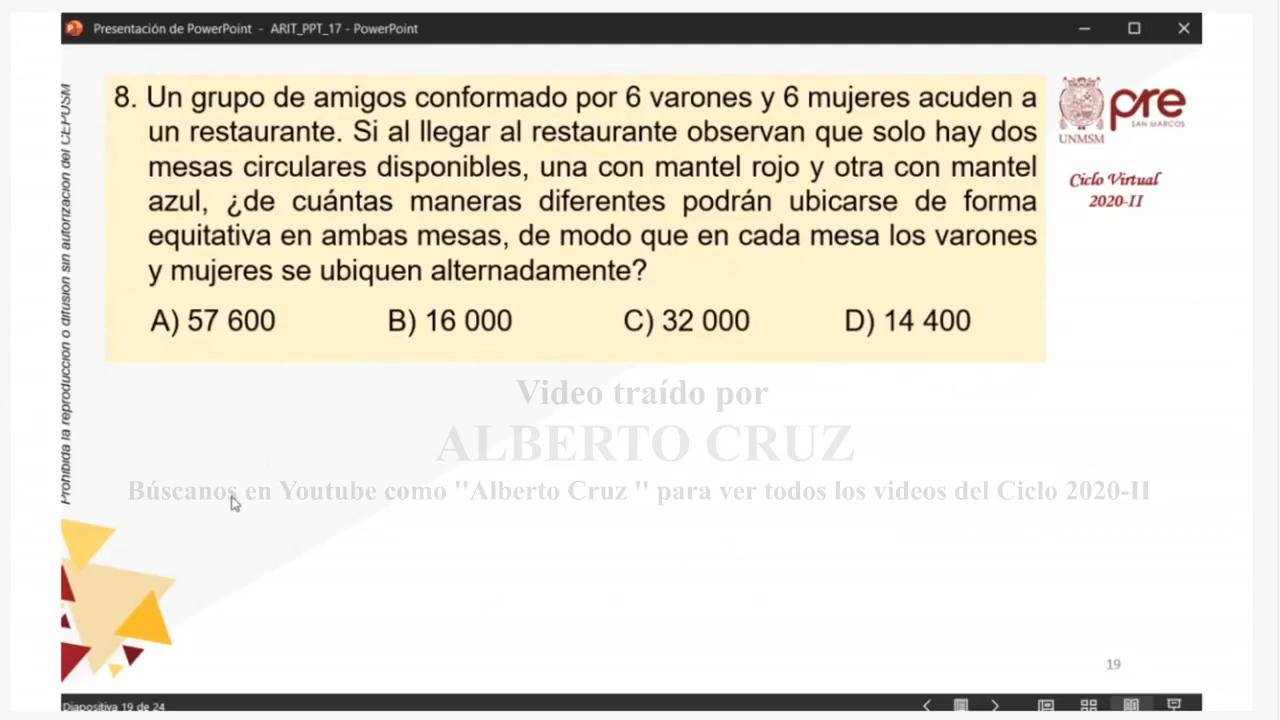 Presentación de PowerPoint - ARIT_PPT_17 - PowerPoint
Prohibida la reproduccion o difusion sin autorizacion del CEPUSM
8. Un grupo de amigos conformado por 6 varones y 6 mujeres acuden a
un restaurante. Si al llegar al restaurante observan que solo hay dos
mesas circulares disponibles, una con mantel rojo y otra con mantel
azul, ¿de cuántas maneras diferentes podrán ubicarse de forma
equitativa en ambas mesas, de modo que en cada mesa los varones
y mujeres se ubiquen alternadamente?
A) 57 600 B) 16 000 C) 32 000 D) 14 400
UNMSM
pre
SAN MARCOS
Ciclo Virtual
2020-II
Video traído por
ALBERTO CRUZ
Búscanos en Youtube como "Alberto Cruz " para ver todos los videos del Ciclo 2020-II
19
Diapositiva 19 de 24